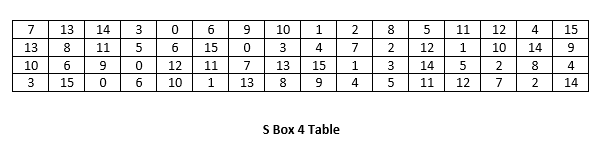 7 13 14 3 0 6 9 10 1 2 8 5 11 12 4 15
13 8 11 5 6 15 0 3 4 7 2 12 1 10 14 9
10 6 9 0 12 11 7 13 15 1 3 14 5 2 8 4
3 15 0 6 10 1 13 8 9 4 5 11 12 7 2 14
S Box 4 Table